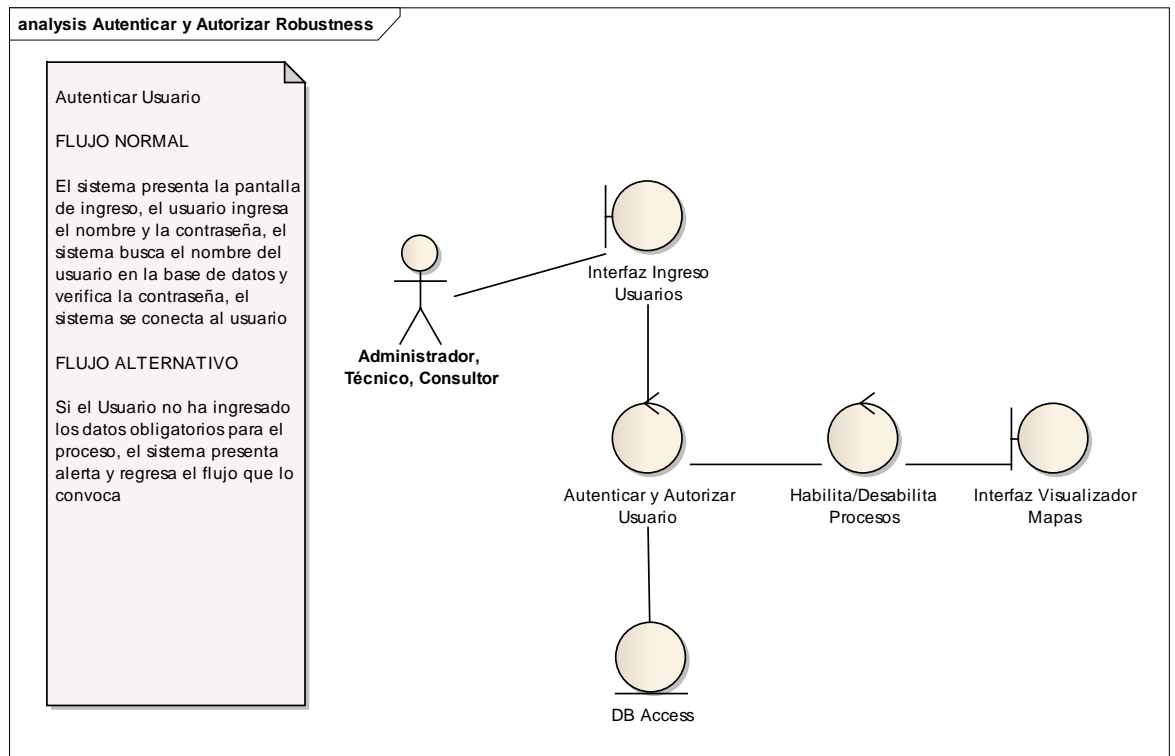 analysis Autenticar y Autorizar Robustness
Autenticar Usuario
FLUJO NORMAL
El sistema presenta la pantalla
de ingreso, el usuario ingresa
el nombre y la contraseña, el
sistema busca el nombre del
usuario en la base de datos y
verifica la contraseña, el
sistema se conecta al usuario
FLUJO ALTERNATIVO
Si el Usuario no ha ingresado
los datos obligatorios para el
proceso, el sistema presenta
alerta y regresa el flujo que lo
convoca
Interfaz Ingreso
Usuarios
Administrador,
Técnico, Consultor
Autenticar y Autorizar
Usuario
Habilita/Desabilita
Procesos
Interfaz Visualizador
Mapas
DB Access